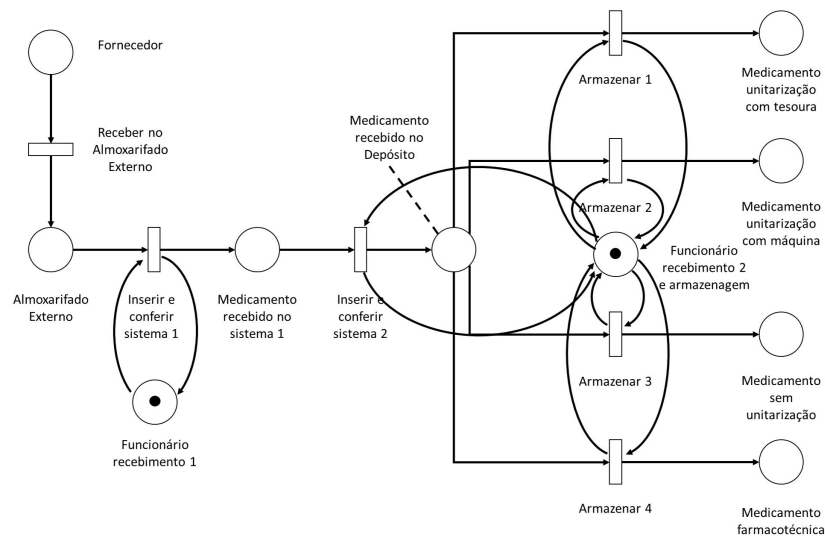 Fornecedor
Receber no
Almoxarifado
Externo
Almoxarifado
Externo
Inserir e
conferir
sistema 1
Funcionário
recebimento 1
Medicamento
recebido no
sistema 1
Inserir e
conferir
sistema 2
Medicamento
recebido no
Depósito
Armazenar 1
Medicamento
unitarização
com tesoura
Armazenar 2
Medicamento
unitarização
com máquina
Funcionário
recebimento 2
e armazenagem
Armazenar 3
Medicamento
sem
unitarização
Armazenar 4
Medicamento
farmacotécnica